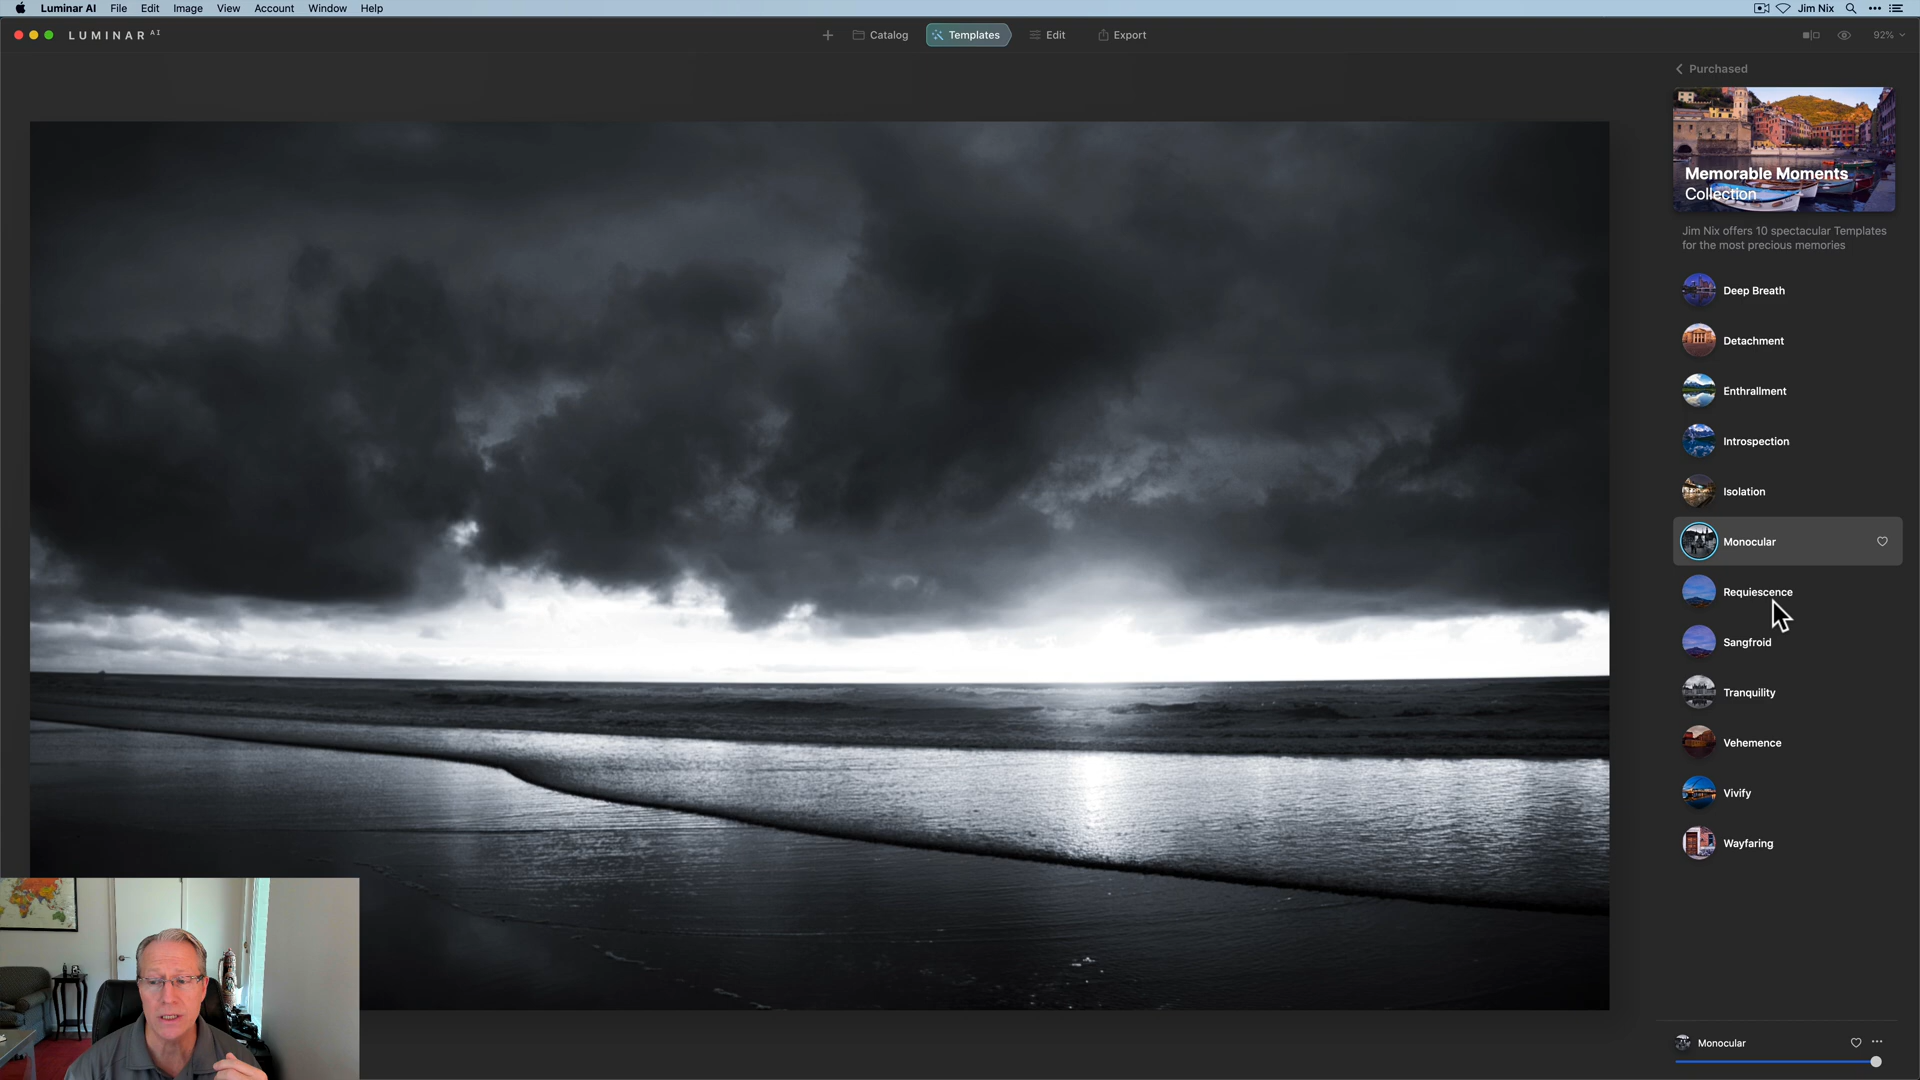 Luminar AI File Edit Image View Account Window Help Jim Nix
LUMINAR AI
Catalog Templates Edit Export 92%
Purchased
Memorable Moments
Collection
Jim Nix offers 10 spectacular Templates
for the most precious memories
Deep Breath
Detachment
Enthrallment
Introspection
Isolation
Monocular
Requiescence
Sangfroid
Tranquility
Vehemence
Vivify
Wayfaring
Monocular